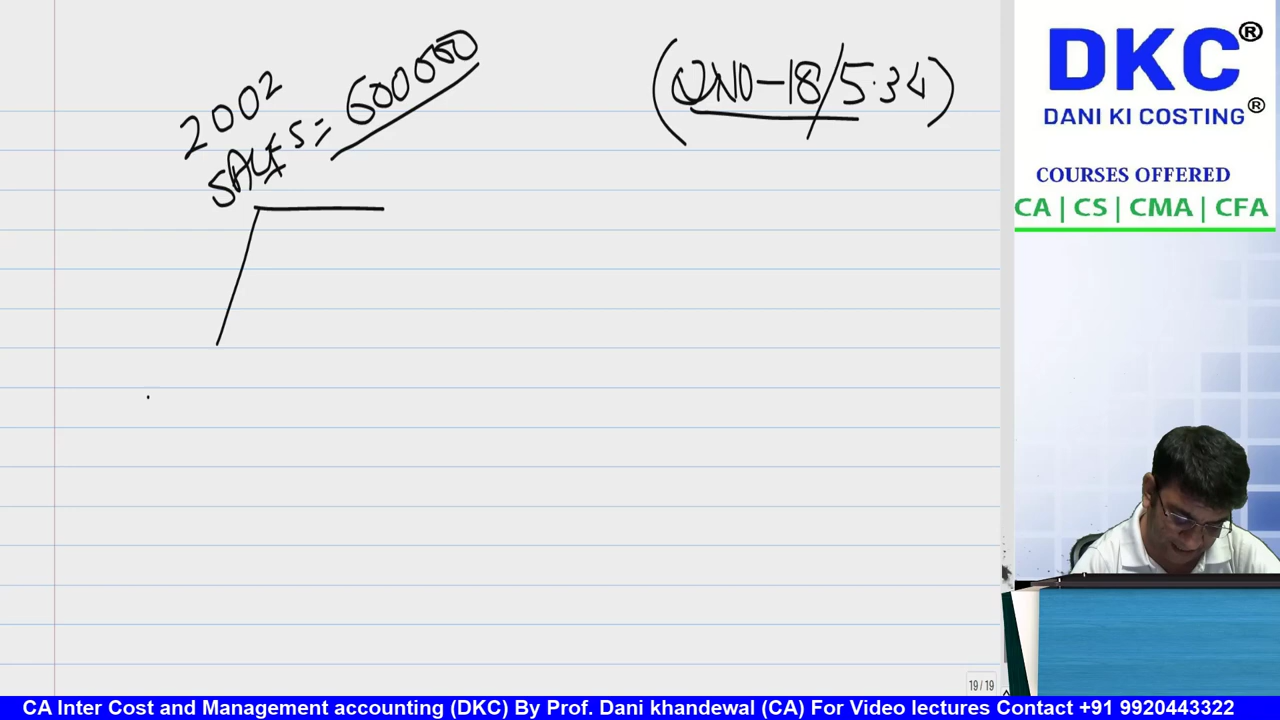 2002
SALES = 600000
(QNO-18/5.34)
DKC®
DANI KI COSTING®
COURSES OFFERED
CA | CS | CMA | CFA
19 / 19
CA Inter Cost and Management accounting (DKC) By Prof. Dani khandewal (CA) For Video lectures Contact +91 9920443322